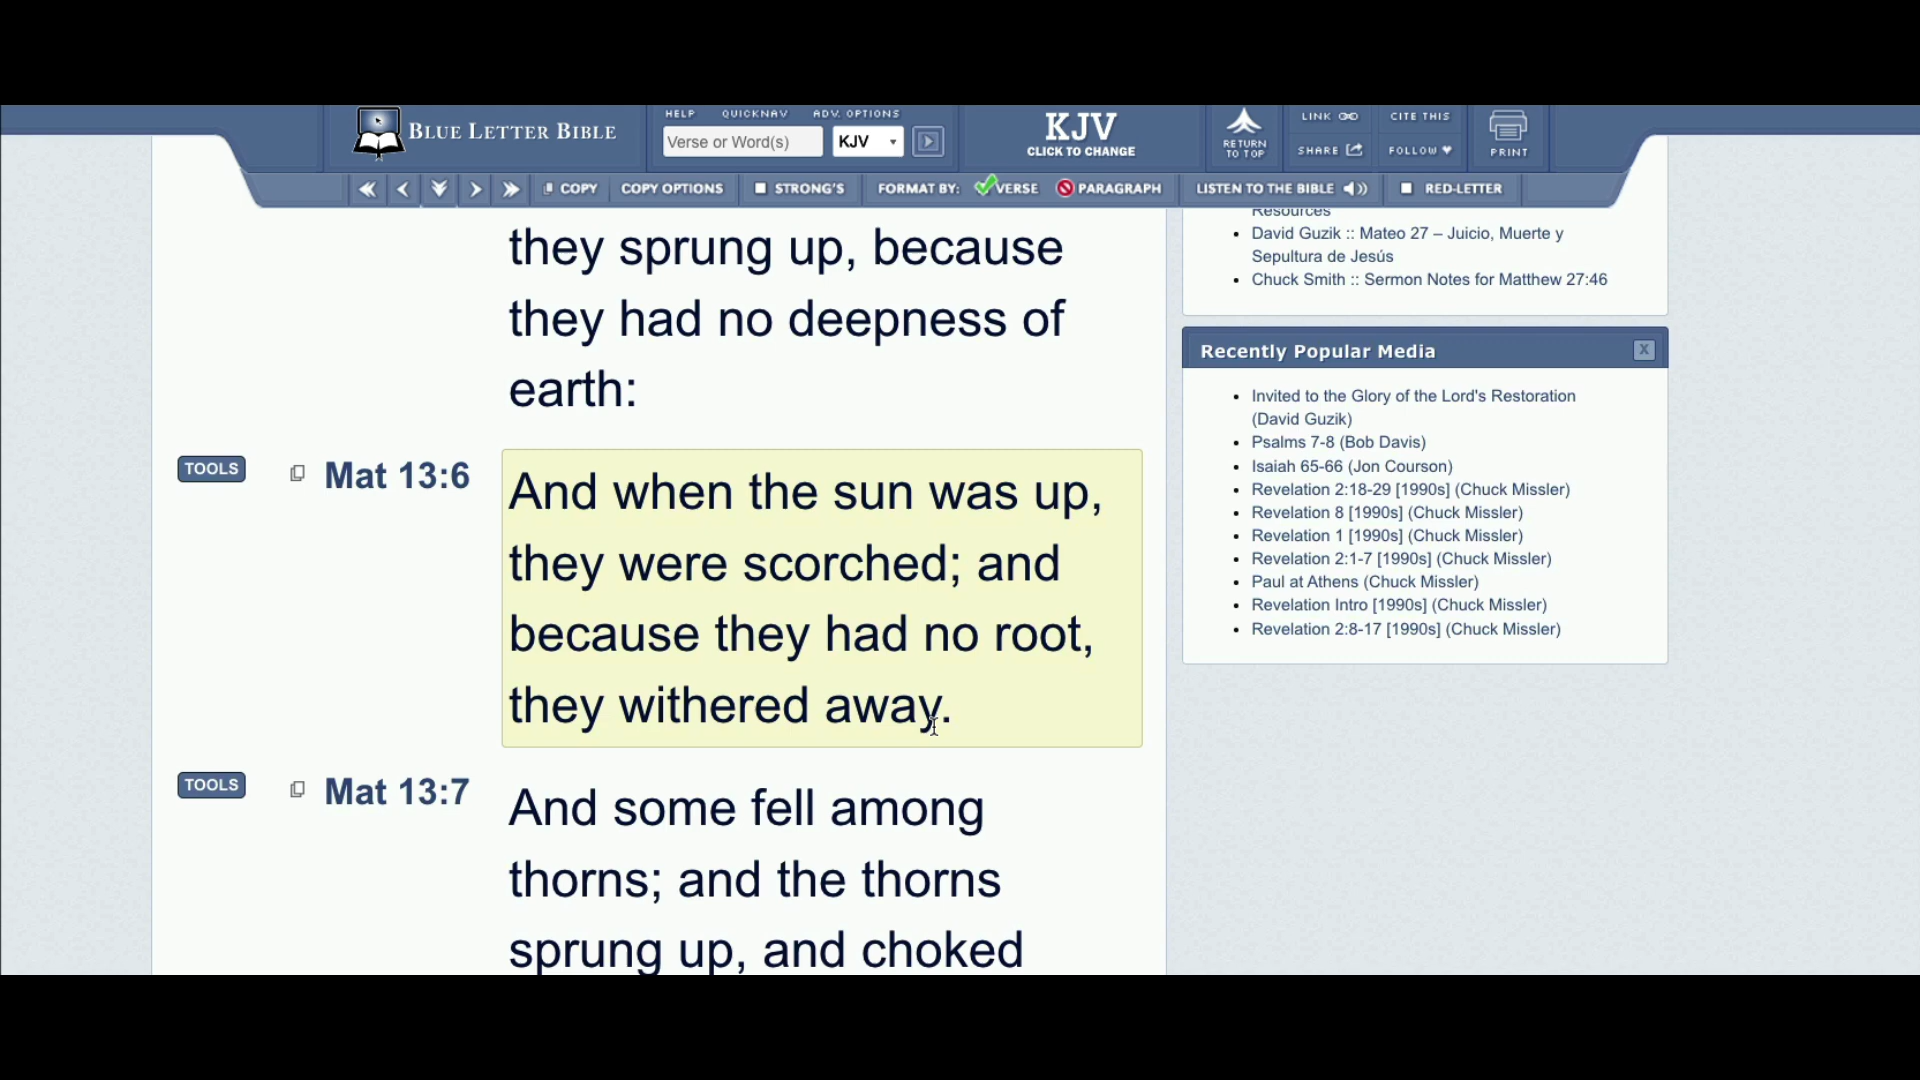 HELP QUICKNAV ADV. OPTIONS
BLUE LETTER BIBLE
Verse or Word(s) KJV
KJV
CLICK TO CHANGE
RETURN
TO TOP
LINK
SHARE
CITE THIS
FOLLOW
PRINT
COPY COPY OPTIONS STRONG'S FORMAT BY: VERSE PARAGRAPH LISTEN TO THE BIBLE RED-LETTER
they sprung up, because
they had no deepness of
earth:
TOOLS Mat 13:6
And when the sun was up,
they were scorched; and
because they had no root,
they withered away.
TOOLS Mat 13:7
And some fell among
thorns; and the thorns
sprung up, and choked
Resources
David Guzik :: Mateo 27 – Juicio, Muerte y
Sepultura de Jesús
Chuck Smith :: Sermon Notes for Matthew 27:46
Recently Popular Media X
Invited to the Glory of the Lord's Restoration
(David Guzik)
Psalms 7-8 (Bob Davis)
Isaiah 65-66 (Jon Courson)
Revelation 2:18-29 [1990s] (Chuck Missler)
Revelation 8 [1990s] (Chuck Missler)
Revelation 1 [1990s] (Chuck Missler)
Revelation 2:1-7 [1990s] (Chuck Missler)
Paul at Athens (Chuck Missler)
Revelation Intro [1990s] (Chuck Missler)
Revelation 2:8-17 [1990s] (Chuck Missler)